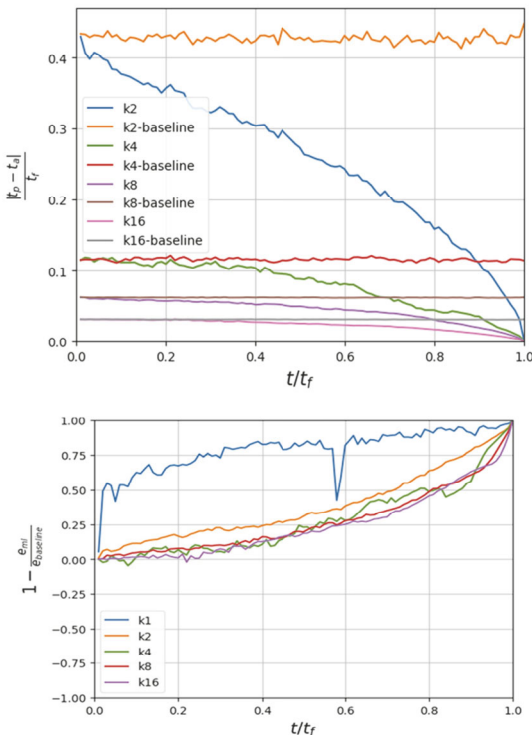 0.4
0.3
0.2
0.1
0.0
|t_p − t_a|
t_f
k2
k2-baseline
k4
k4-baseline
k8
k8-baseline
k16
k16-baseline
0.2 0.4 0.6 0.8 1.0
t/t_f
1.00
0.75
0.50
0.25
0.00
−0.25
−0.50
−0.75
−1.00
1 − e_ml / e_baseline
k1
k2
k4
k8
k16
0.0 0.2 0.4 0.6 0.8 1.0
t/t_f